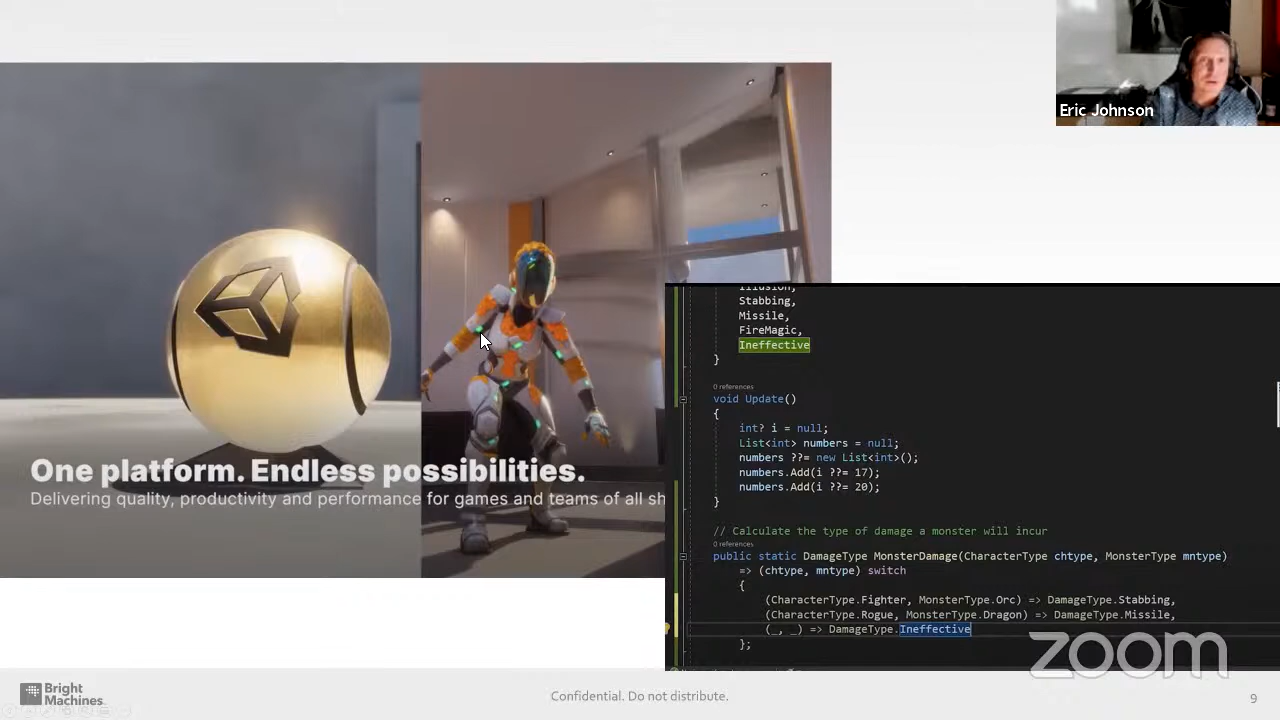 Eric Johnson
One platform. Endless possibilities.
Delivering quality, productivity and performance for games and teams of all sh
Illusion,
Stabbing,
Missile,
FireMagic,
Ineffective
}
0 references
void Update()
{
int? i = null;
List<int> numbers = null;
numbers ??= new List<int>();
numbers.Add(i ??= 17);
numbers.Add(i ??= 20);
}
// Calculate the type of damage a monster will incur
0 references
public static DamageType MonsterDamage(CharacterType chtype, MonsterType mntype)
=> (chtype, mntype) switch
{
(CharacterType.Fighter, MonsterType.Orc) => DamageType.Stabbing,
(CharacterType.Rogue, MonsterType.Dragon) => DamageType.Missile,
(_, _) => DamageType.Ineffective
};
zoom
Bright
Machines
Confidential. Do not distribute.
9